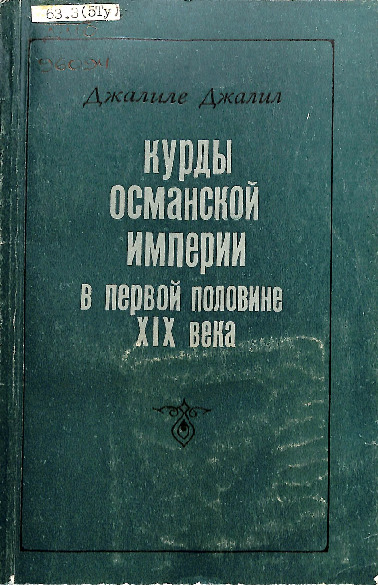 63.3(5Ту)
Джалиле Джалил
КУРДЫ
ОСМАНСКОЙ
ИМПЕРИИ
В ПЕРВОЙ ПОЛОВИНЕ
XIX ВЕКА